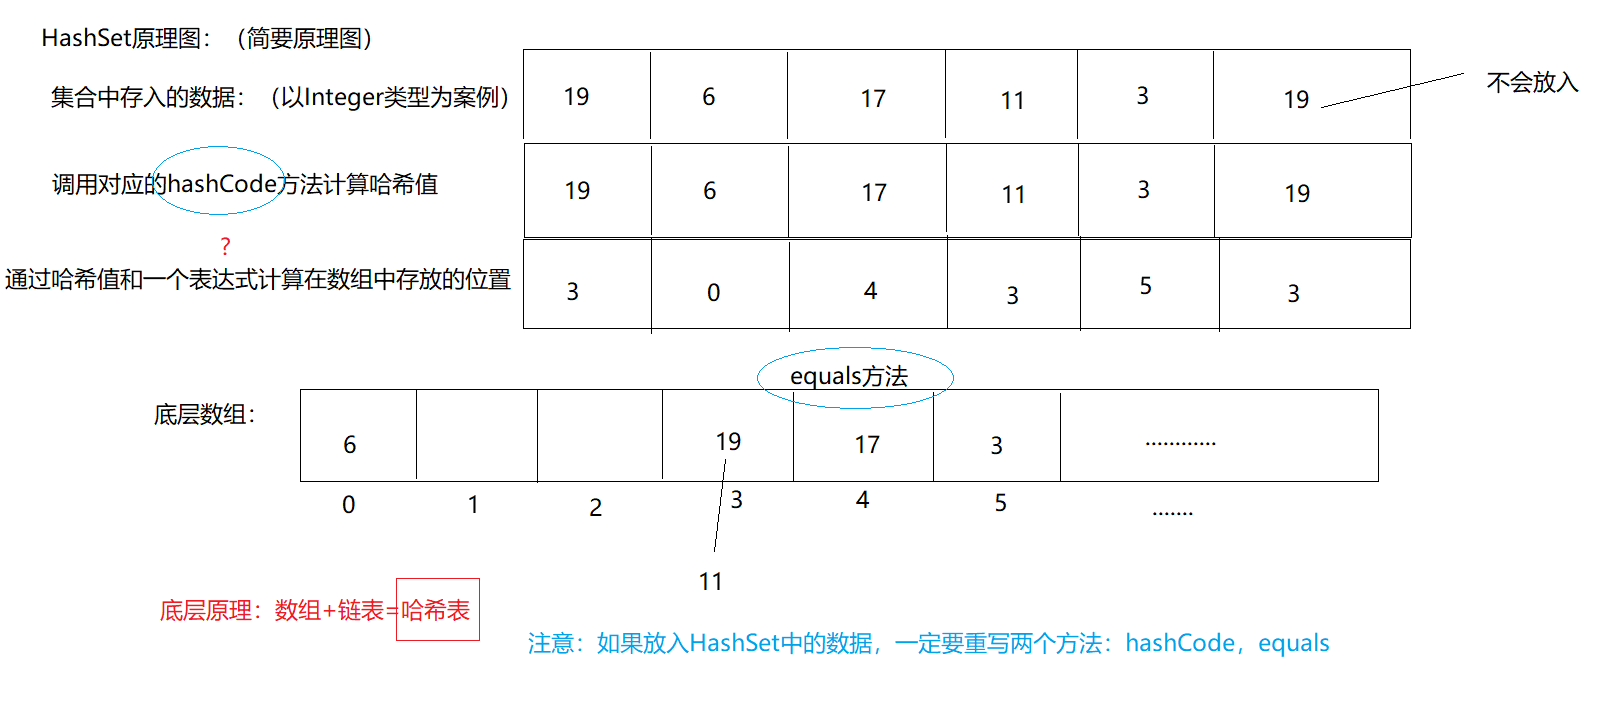 HashSet原理图：（简要原理图）
集合中存入的数据：（以Integer类型为案例）
19 6 17 11 3 19
不会放入
调用对应的hashCode方法计算哈希值
19 6 17 11 3 19
?
通过哈希值和一个表达式计算在数组中存放的位置
3 0 4 3 5 3
equals方法
底层数组：
6 19 17 3 ............
0 1 2 3 4 5 .......
11
底层原理：数组+链表=哈希表
注意：如果放入HashSet中的数据，一定要重写两个方法：hashCode，equals